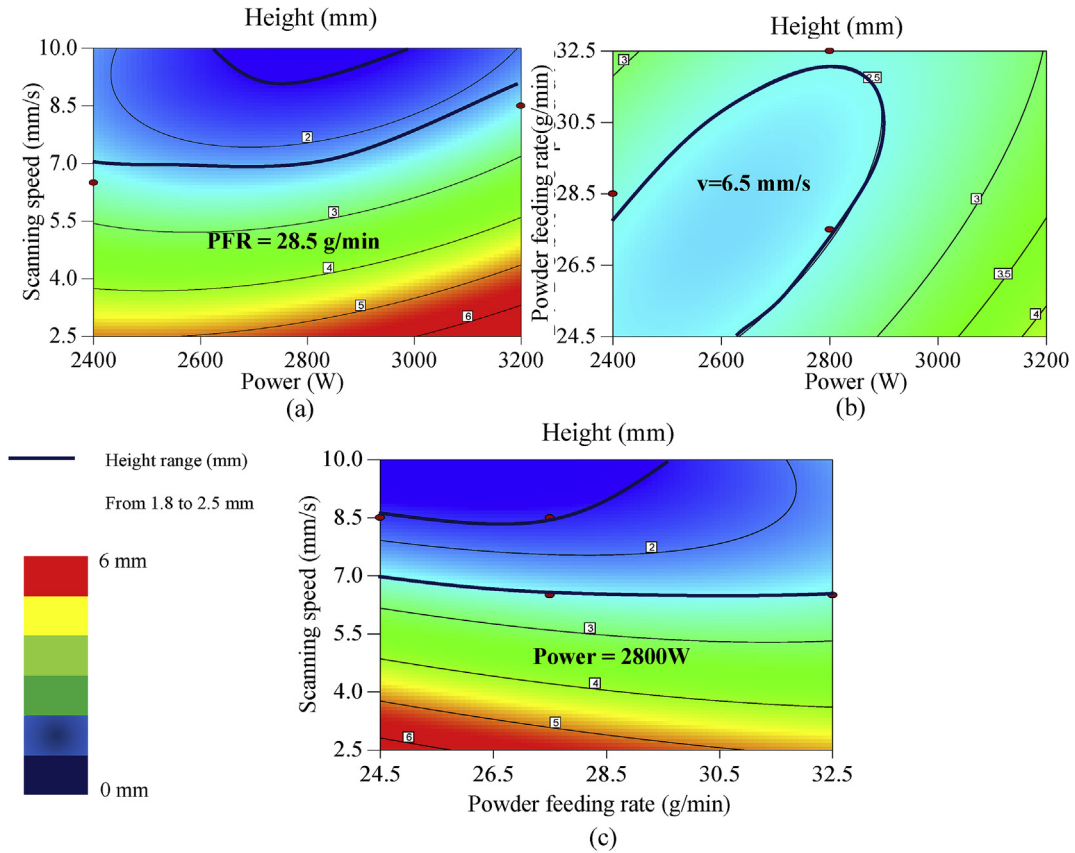 Height (mm)
10.0
8.5
7.0
5.5
4.0
2.5
Scanning speed (mm/s)
2
3
PFR = 28.5 g/min
4
5
6
2400
2600
2800
3000
3200
Power (W)
(a)
Height (mm)
32.5
30.5
28.5
26.5
24.5
Powder feeding rate(g/min)
3
2.5
v=6.5 mm/s
3
3.5
4
2400
2600
2800
3000
3200
Power (W)
(b)
Height range (mm)
From 1.8 to 2.5 mm
6 mm
0 mm
Height (mm)
10.0
8.5
7.0
5.5
4.0
2.5
Scanning speed (mm/s)
2
3
Power = 2800W
4
5
6
24.5
26.5
28.5
30.5
32.5
Powder feeding rate (g/min)
(c)